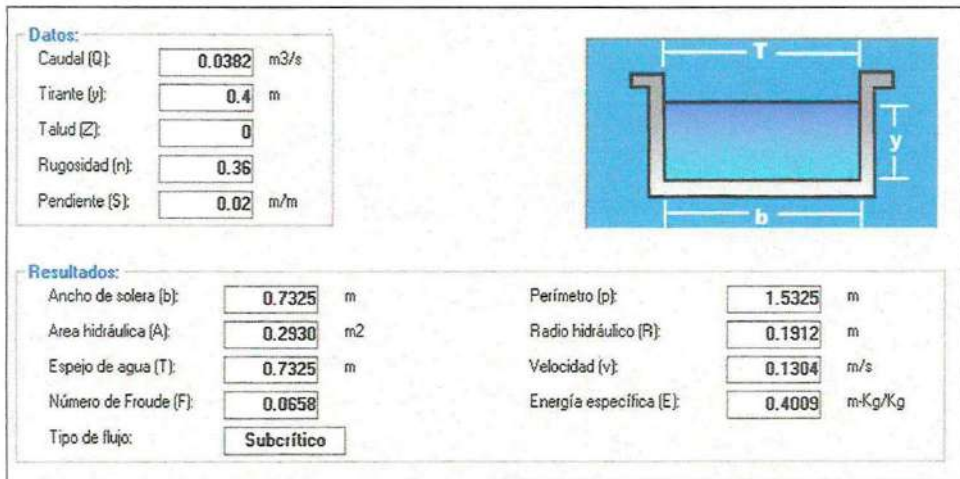 Datos:
Caudal (Q): 0.0382 m3/s
Tirante (y): 0.4 m
Talud (Z): 0
Rugosidad (n): 0.36
Pendiente (S): 0.02 m/m
T
y
b
Resultados:
Ancho de solera (b): 0.7325 m Perímetro (p): 1.5325 m
Area hidráulica (A): 0.2930 m2 Radio hidráulico (R): 0.1912 m
Espejo de agua (T): 0.7325 m Velocidad (v): 0.1304 m/s
Número de Froude (F): 0.0658 Energía específica (E): 0.4009 m-Kg/Kg
Tipo de flujo: Subcrítico